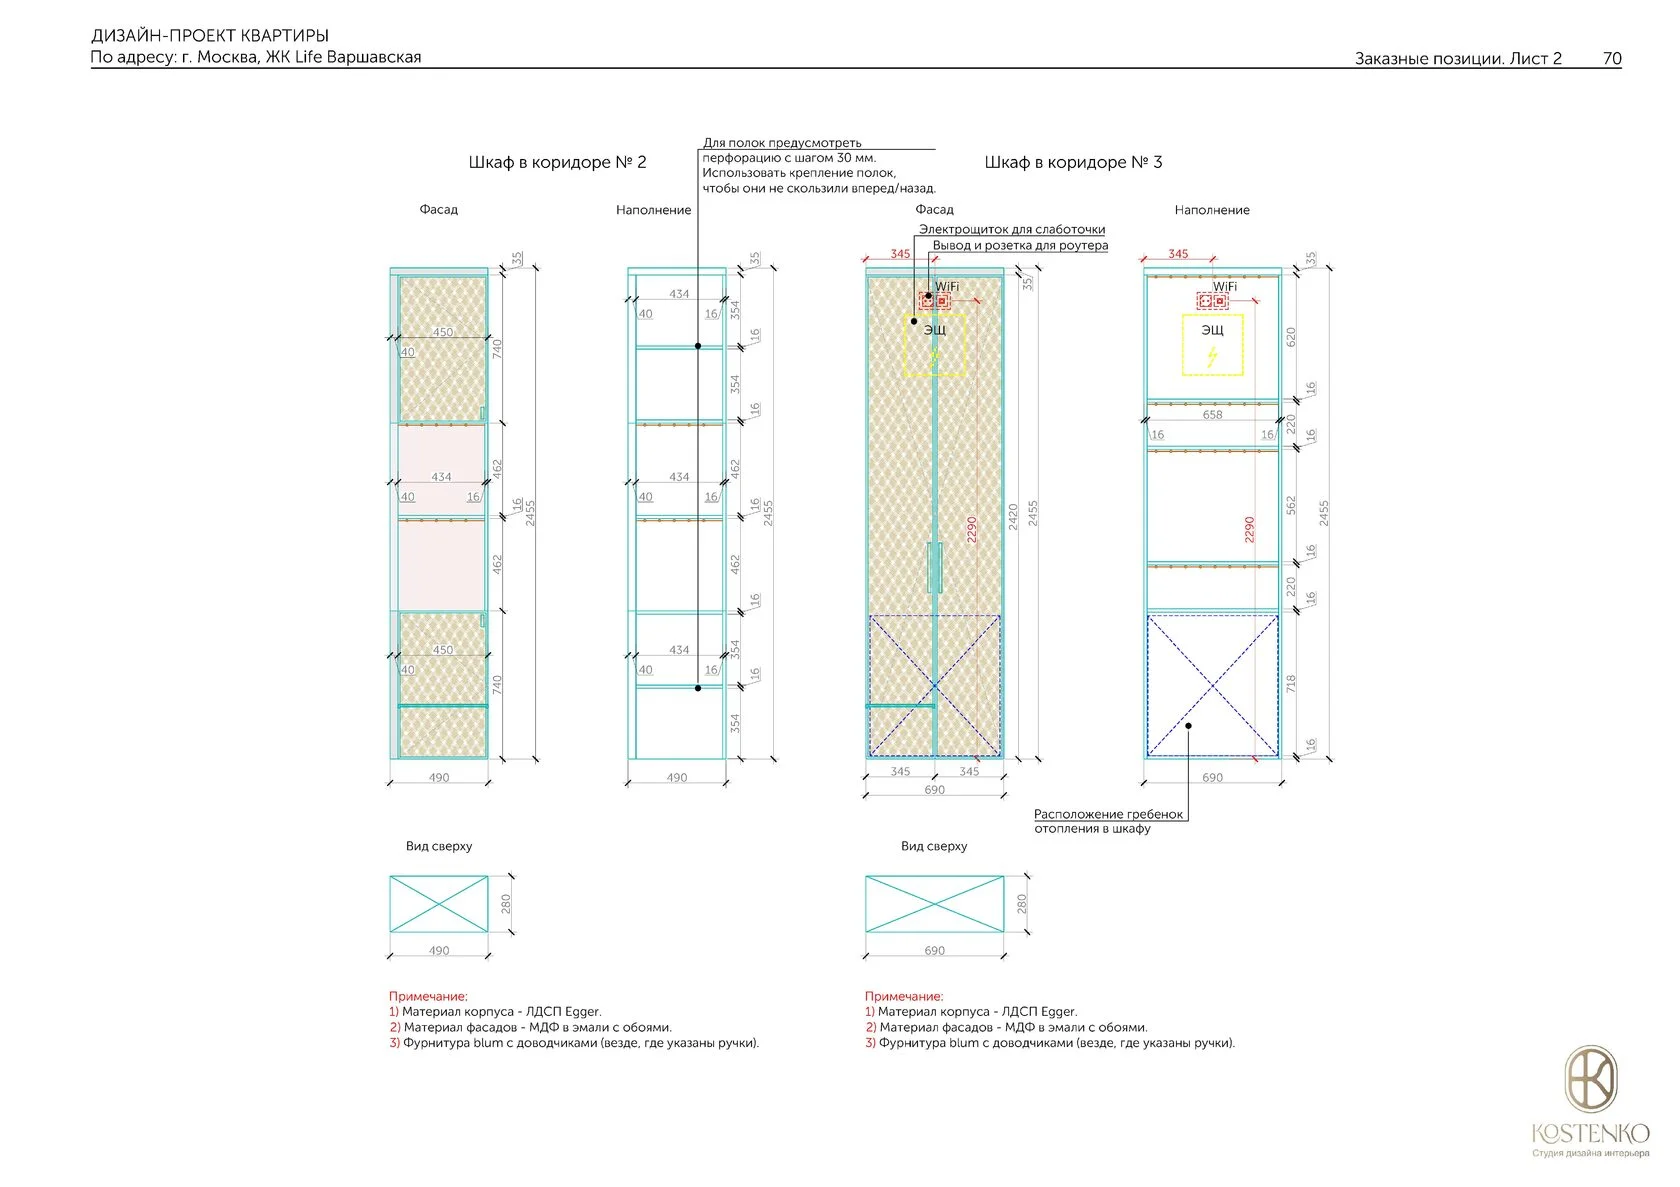 ДИЗАЙН-ПРОЕКТ КВАРТИРЫ
По адресу: г. Москва, ЖК Life Варшавская
Заказные позиции. Лист 2
70
Шкаф в коридоре № 2
Для полок предусмотреть
перфорацию с шагом 30 мм.
Использовать крепление полок,
чтобы они не скользили вперед/назад.
Шкаф в коридоре № 3
Фасад
Наполнение
Фасад
Наполнение
Электрощиток для слаботочки
Вывод и розетка для роутера
35
450
40
740
434
40
16
462
16
2455
462
450
40
740
490
35
434
40
16
354
16
354
16
434
40
16
462
16
2455
462
16
434
40
16
354
16
354
490
345
WiFi
ЭЩ
35
2290
2420
2455
345
345
690
345
WiFi
ЭЩ
35
620
16
658
16
16
220
16
2290
562
2455
16
220
16
718
16
690
Расположение гребенок
отопления в шкафу
Вид сверху
280
490
Вид сверху
280
690
Примечание:
1) Материал корпуса - ЛДСП Egger.
2) Материал фасадов - МДФ в эмали с обоями.
3) Фурнитура blum с доводчиками (везде, где указаны ручки).
Примечание:
1) Материал корпуса - ЛДСП Egger.
2) Материал фасадов - МДФ в эмали с обоями.
3) Фурнитура blum с доводчиками (везде, где указаны ручки).
KOSTENKO
Студия дизайна интерьера